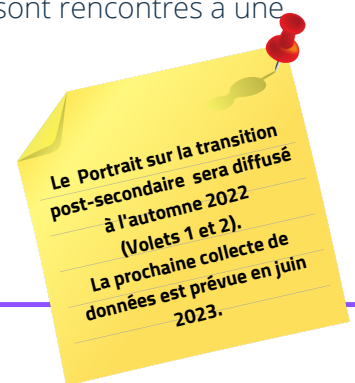 sont rencontrés à une
Le Portrait sur la transition
post-secondaire sera diffusé
à l'automne 2022
(Volets 1 et 2).
La prochaine collecte de
données est prévue en juin
2023.